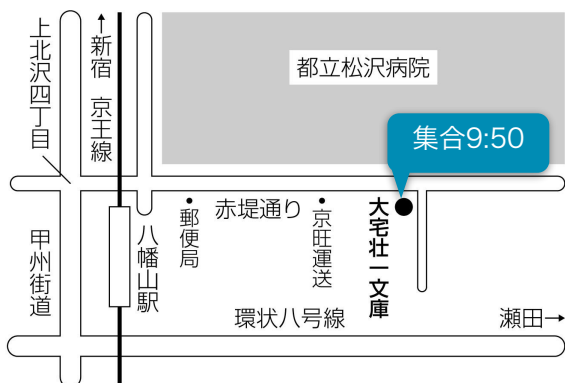 上北沢四丁目
↑新宿 京王線
都立松沢病院
集合9:50
甲州街道
八幡山駅
郵便局
赤堤通り
京旺運送
大宅壮一文庫
環状八号線
瀬田→